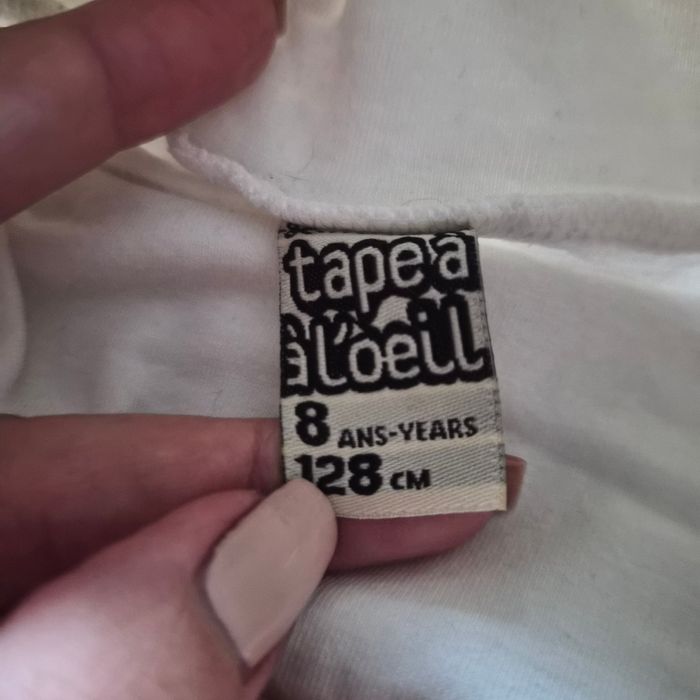 tape à
l'oeil
8 ANS-YEARS
128 CM